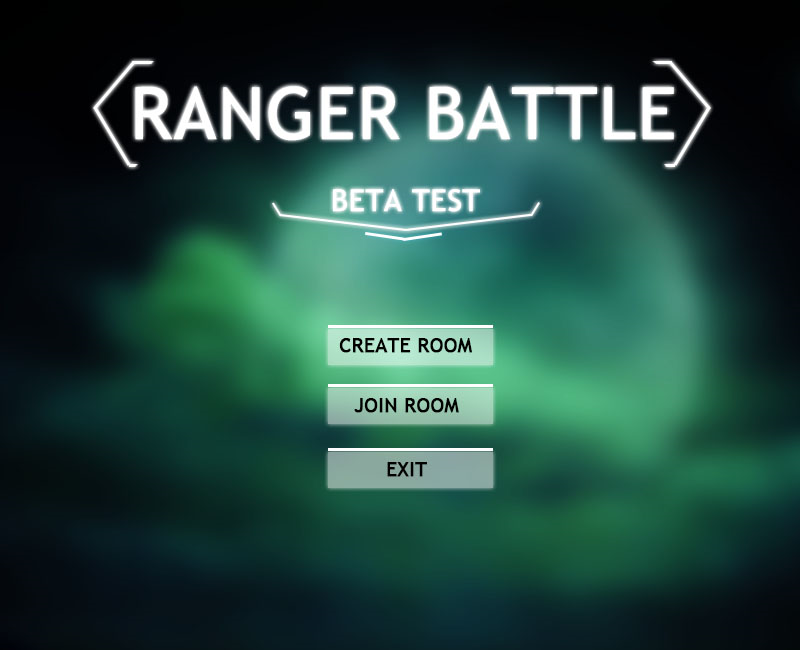 RANGER BATTLE
BETA TEST
CREATE ROOM
JOIN ROOM
EXIT